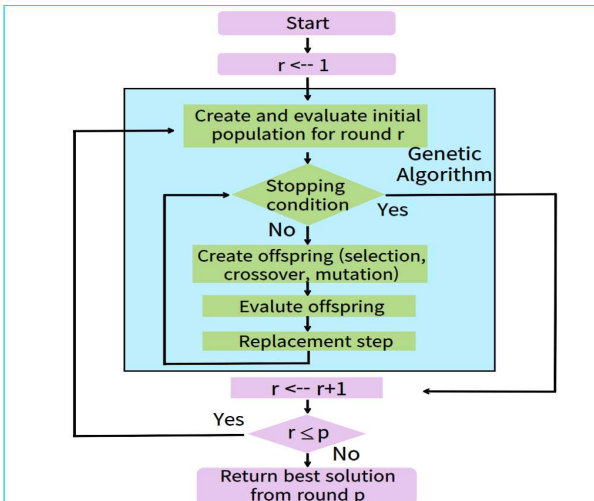 Start
r <-- 1
Create and evaluate initial
population for round r
Genetic
Algorithm
Stopping
condition
Yes
No
Create offspring (selection,
crossover, mutation)
Evalute offspring
Replacement step
r <-- r+1
Yes
r ≤ p
No
Return best solution
from round p